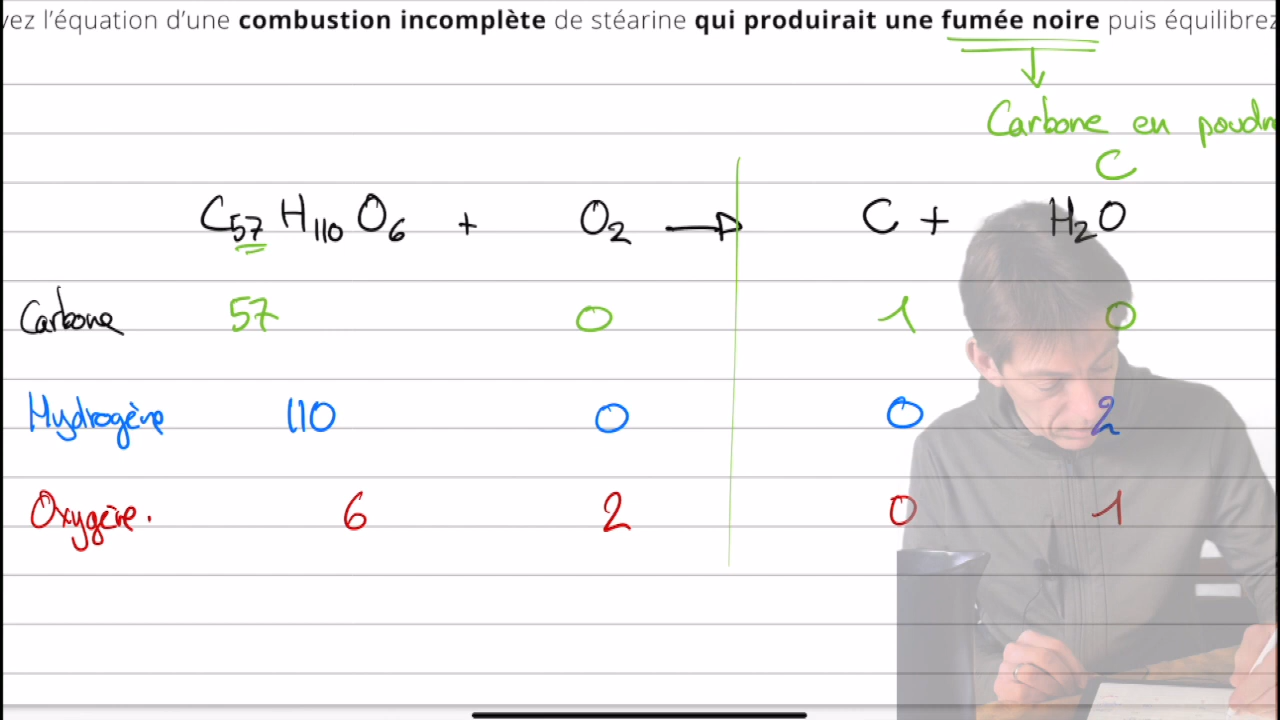 vez l'équation d'une combustion incomplète de stéarine qui produirait une fumée noire puis équilibrez
Carbone en poudr
C
C57 H110 O6 + O2 → C + H2O
Carbone 57 0 1 0
Hydrogène 110 0 0 2
Oxygène. 6 2 0 1